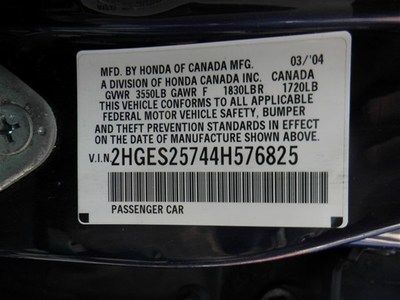 MFD. BY HONDA OF CANADA MFG. 03/'04
A DIVISION OF HONDA CANADA INC. CANADA
GVWR 3550LB GAWR F 1830LBR 1720LB
THIS VEHICLE CONFORMS TO ALL APPLICABLE
FEDERAL MOTOR VEHICLE SAFETY, BUMPER
AND THEFT PREVENTION STANDARDS IN EFFECT
ON THE DATE OF MANUFACTURE SHOWN ABOVE.
V.I.N. 2HGES25744H576825
PASSENGER CAR